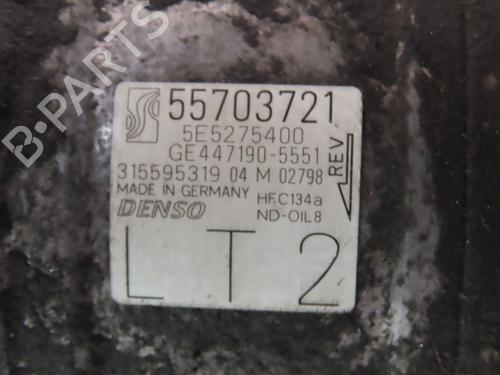 55703721
5E5275400
GE447190-5551
REV
315595319 04 M 02798
MADE IN GERMANY HFC134a
DENSO ND-OIL8
LT2
B-PARTS